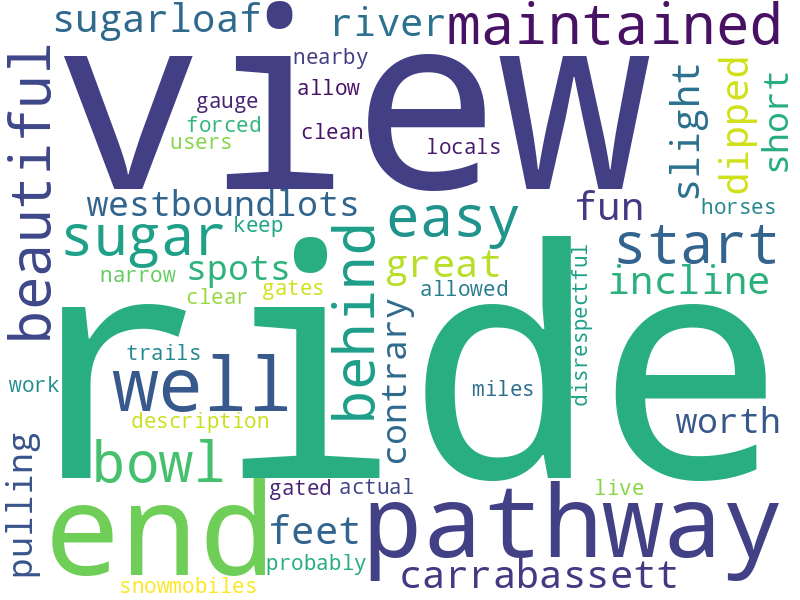 sugarloaf
river
maintained
view
nearby
allow
gauge
forced
clean
users
locals
beautiful
slight
dipped
short
westboundlots
fun
horses
sugar
keep
easy
start
spots
behind
great
incline
narrow
clear
gates
allowed
disrespectful
ride
contrary
trails
work
well
miles
description
worth
bowl
pulling
end
gated
actual
live
feet
pathway
probably
carrabassett
snowmobiles